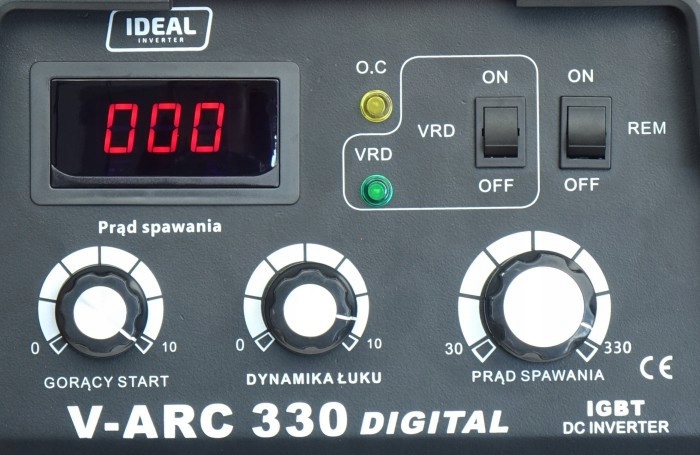 IDEAL
INVERTER
000
Prąd spawania
O.C
VRD
VRD
ON
OFF
ON
OFF
REM
0 10
GORĄCY START
0 10
DYNAMIKA ŁUKU
30 330
PRĄD SPAWANIA
CE
V-ARC 330 DIGITAL
IGBT
DC INVERTER